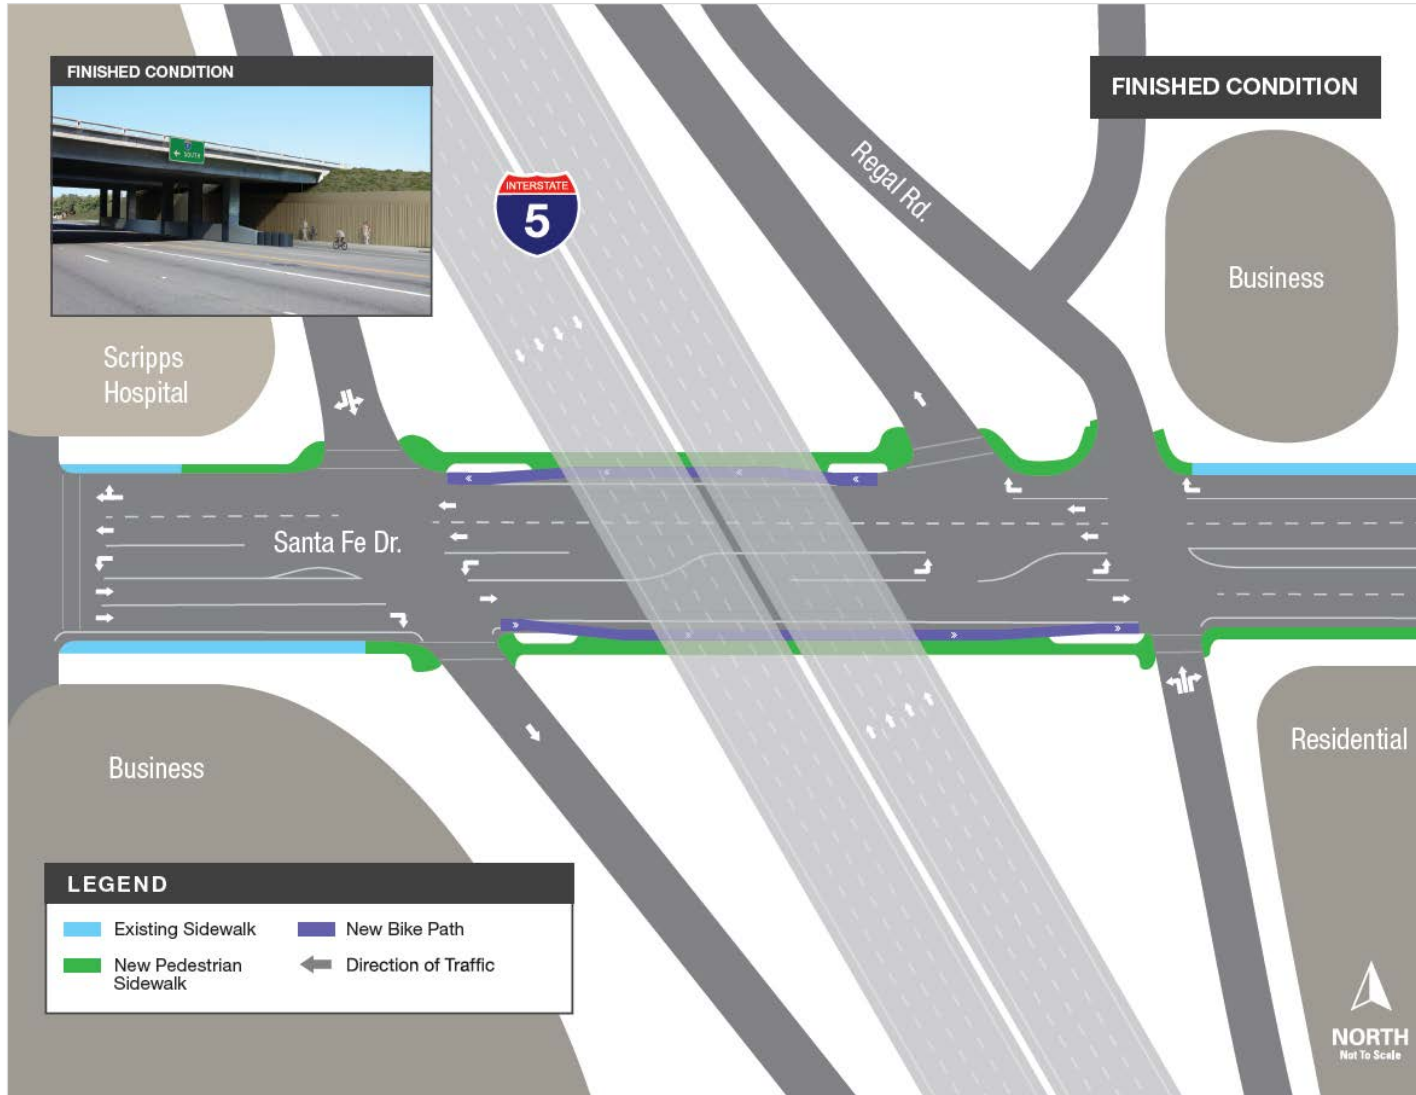 FINISHED CONDITION
SOUTH
FINISHED CONDITION
INTERSTATE
5
Regal Rd.
Business
Scripps
Hospital
Santa Fe Dr.
Residential
Business
LEGEND
Existing Sidewalk
New Bike Path
New Pedestrian
Sidewalk
Direction of Traffic
NORTH
Not To Scale